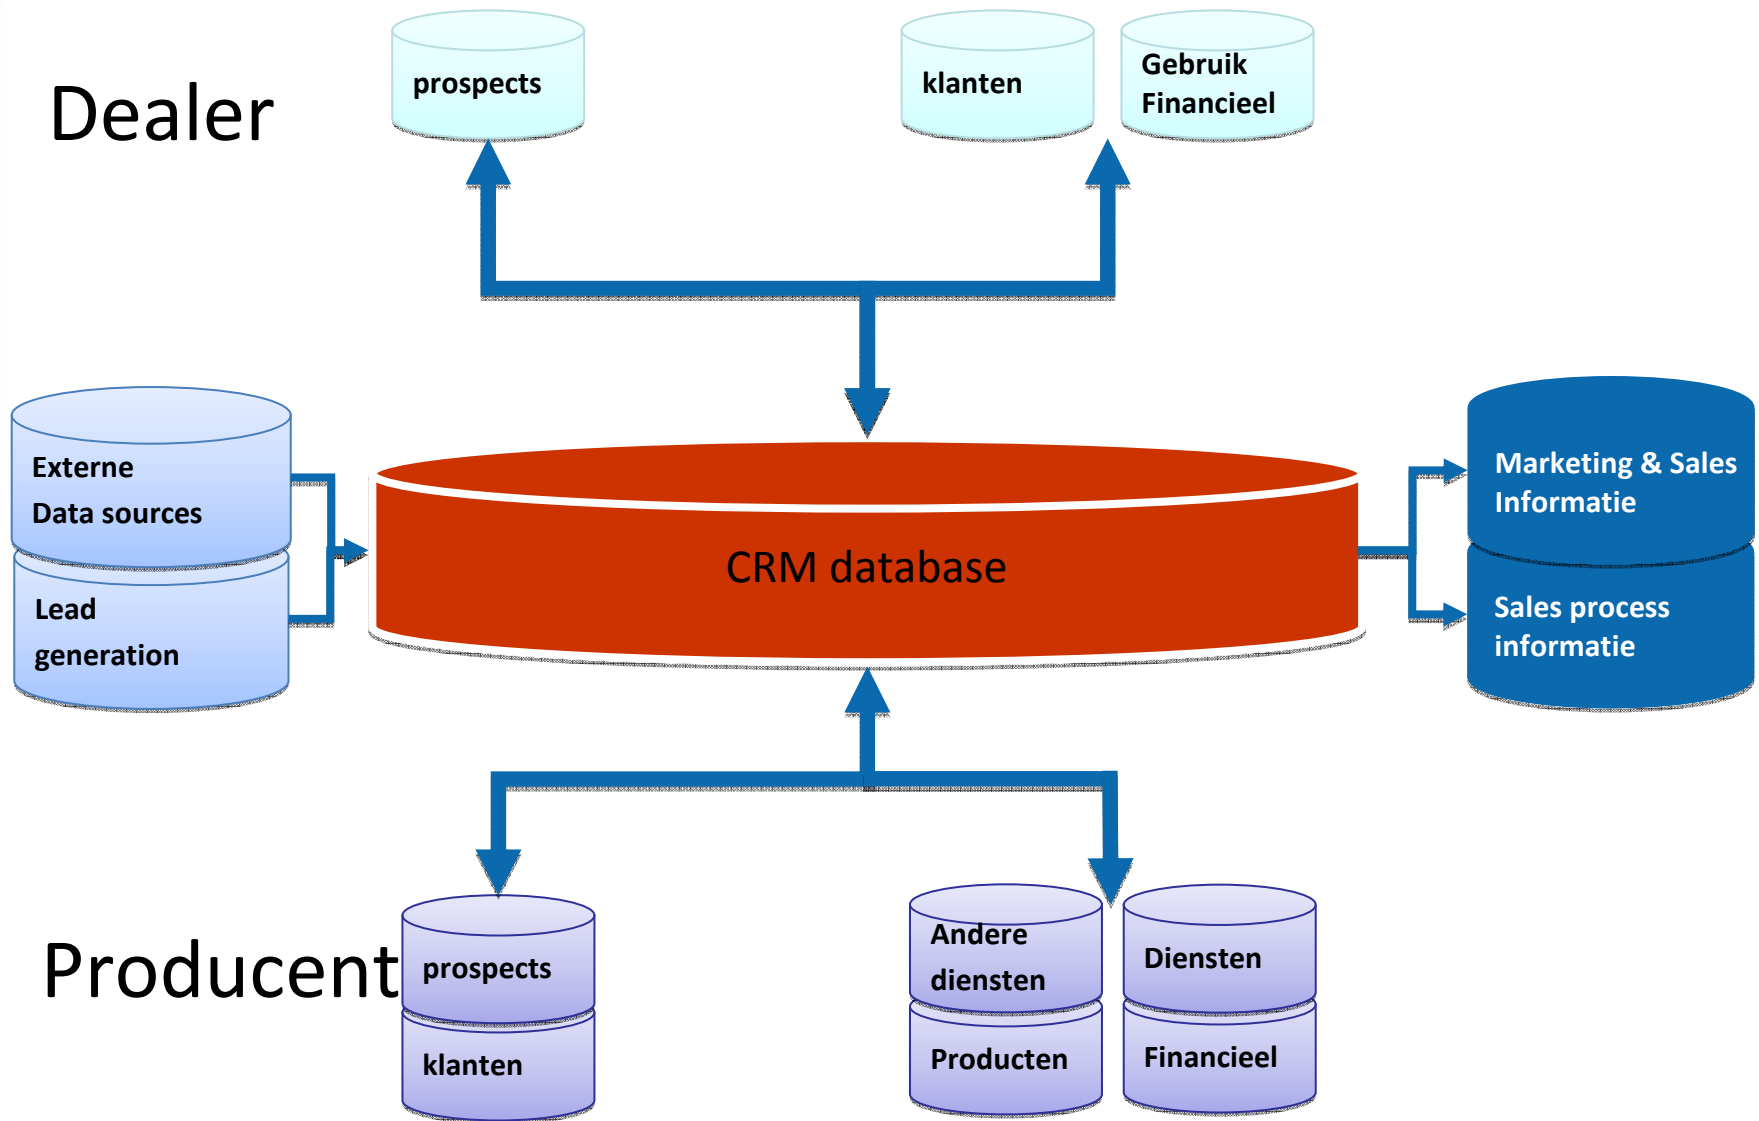 Dealer
prospects
klanten
Gebruik
Financieel
Externe
Data sources
Lead
generation
CRM database
Marketing & Sales
Informatie
Sales process
informatie
Producent
prospects
klanten
Andere
diensten
Producten
Diensten
Financieel